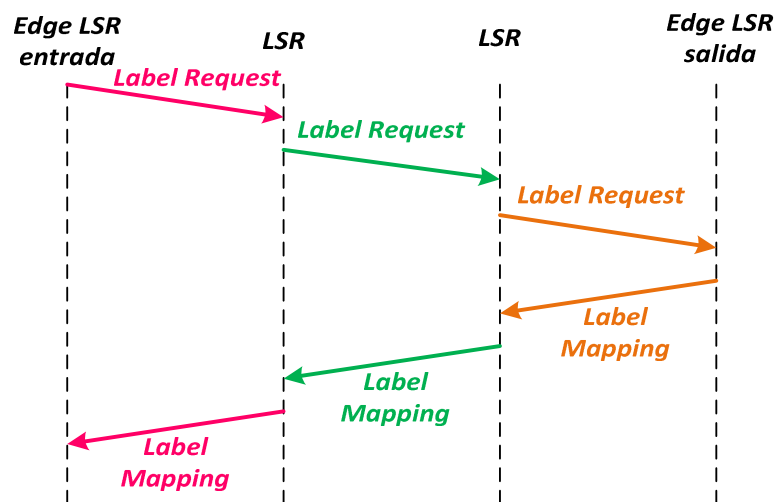 Edge LSR
entrada
LSR
LSR
Edge LSR
salida
Label Request
Label Request
Label Request
Label
Mapping
Label
Mapping
Label
Mapping